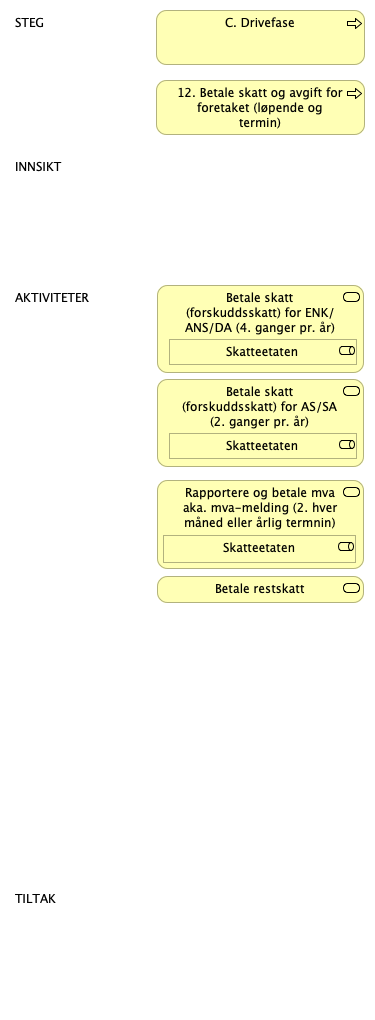 STEG
C. Drivefase
12. Betale skatt og avgift for
foretaket (løpende og
termin)
INNSIKT
AKTIVITETER
Betale skatt
(forskuddsskatt) for ENK/
ANS/DA (4. ganger pr. år)
Skatteetaten
Betale skatt
(forskuddsskatt) for AS/SA
(2. ganger pr. år)
Skatteetaten
Rapportere og betale mva
aka. mva-melding (2. hver
måned eller årlig termnin)
Skatteetaten
Betale restskatt
TILTAK